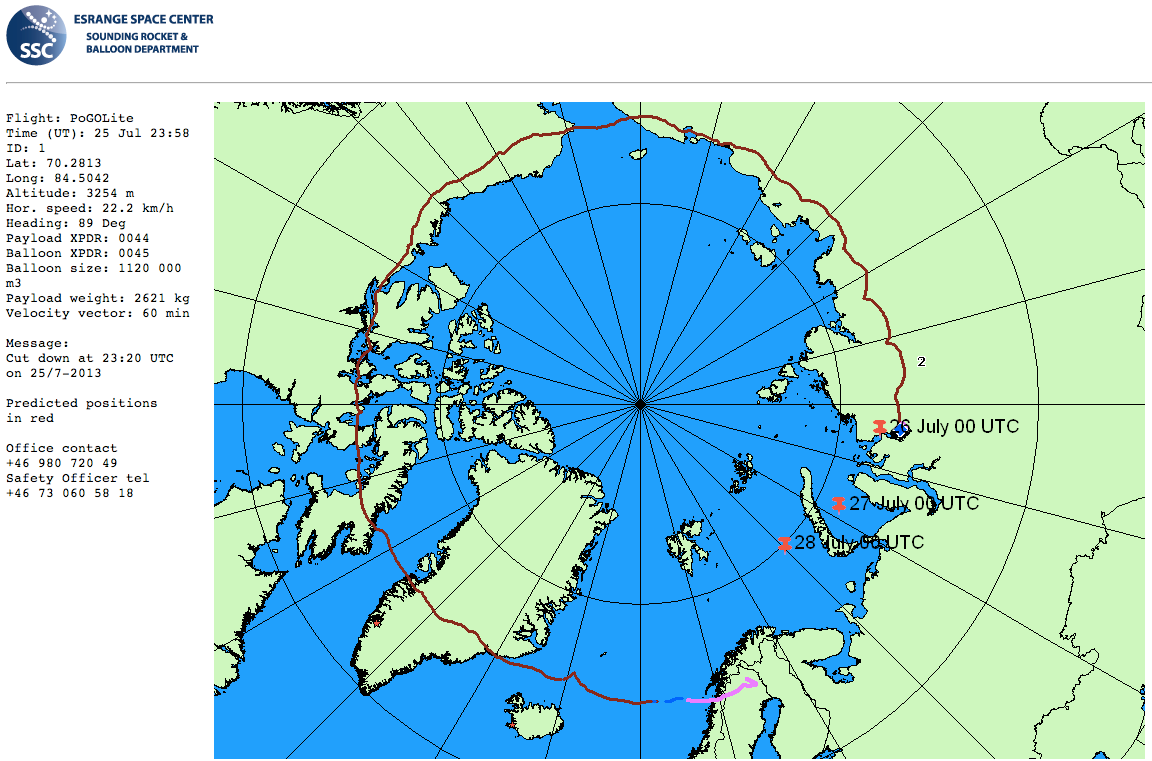 SSC
ESRANGE SPACE CENTER
SOUNDING ROCKET &
BALLOON DEPARTMENT
Flight: PoGOLite
Time (UT): 25 Jul 23:58
ID: 1
Lat: 70.2813
Long: 84.5042
Altitude: 3254 m
Hor. speed: 22.2 km/h
Heading: 89 Deg
Payload XPDR: 0044
Balloon XPDR: 0045
Balloon size: 1120 000
m3
Payload weight: 2621 kg
Velocity vector: 60 min
Message:
Cut down at 23:20 UTC
on 25/7-2013
Predicted positions
in red
Office contact
+46 980 720 49
Safety Officer tel
+46 73 060 58 18
2
26 July 00 UTC
27 July 00 UTC
28 July 00 UTC